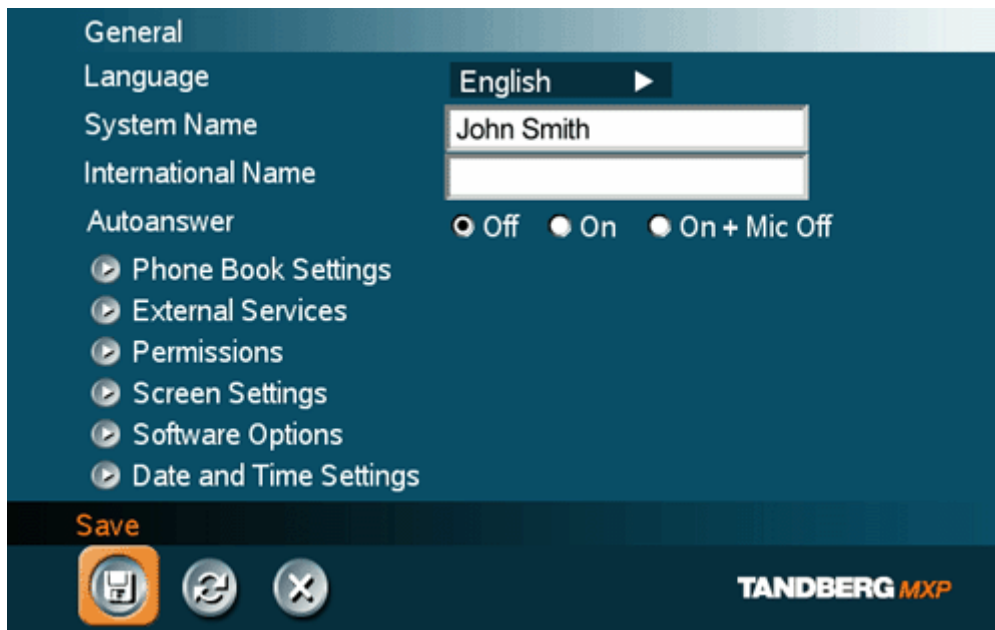 General
Language English
System Name John Smith
International Name
Autoanswer Off On On + Mic Off
Phone Book Settings
External Services
Permissions
Screen Settings
Software Options
Date and Time Settings
Save
TANDBERG MXP